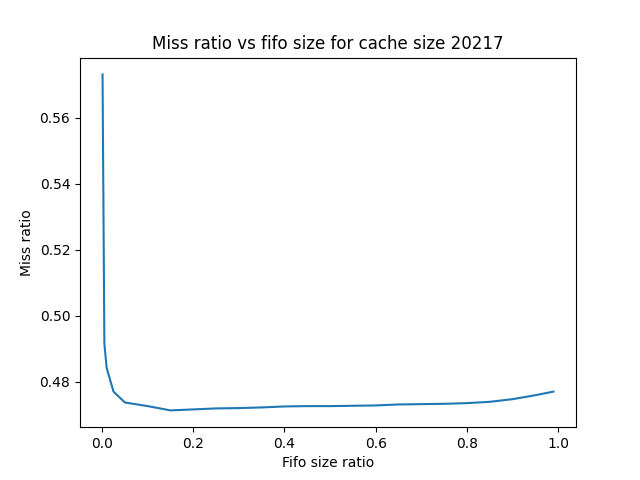 Miss ratio vs fifo size for cache size 20217
0.56
0.54
0.52
0.50
0.48
Miss ratio
0.0 0.2 0.4 0.6 0.8 1.0
Fifo size ratio